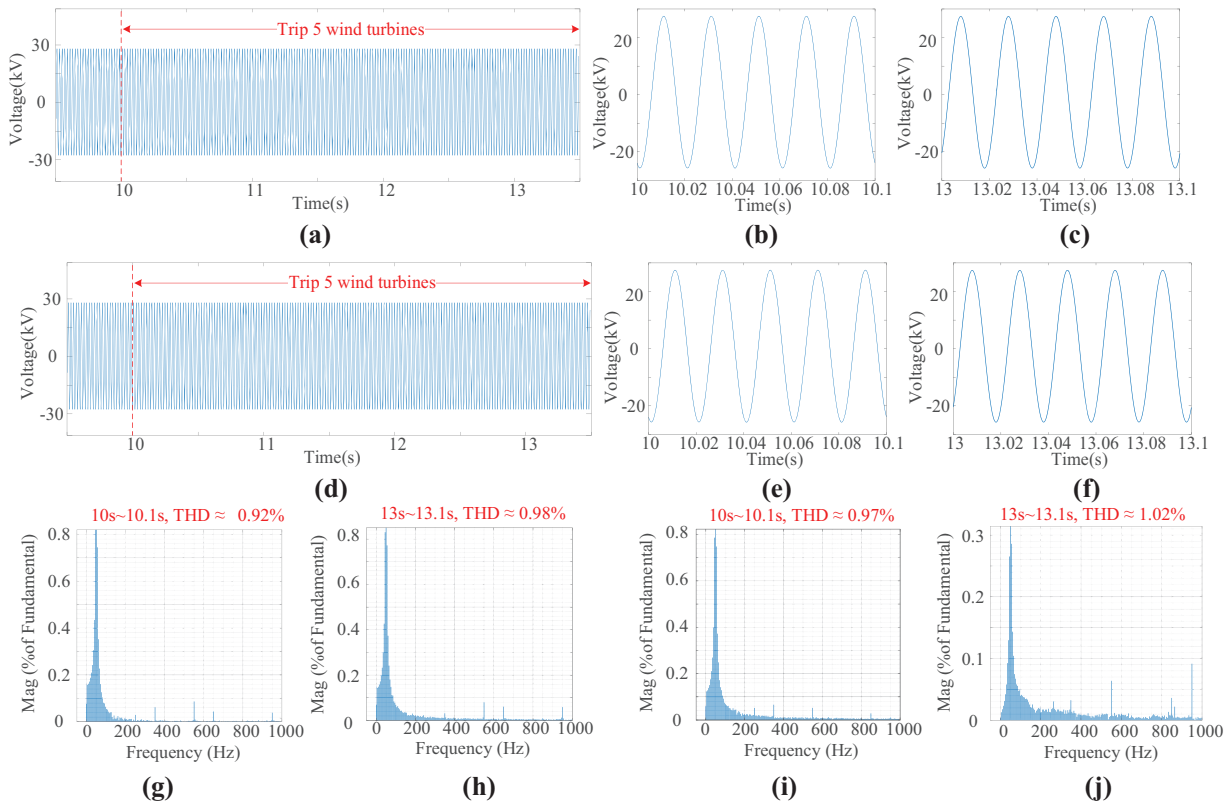 Trip 5 wind turbines
Voltage(kV)
30
0
-30
10 11 12 13
Time(s)
(a)
Voltage(kV)
20
0
-20
10 10.02 10.04 10.06 10.08 10.1
Time(s)
(b)
Voltage(kV)
20
0
-20
13 13.02 13.04 13.06 13.08 13.1
Time(s)
(c)
Trip 5 wind turbines
Voltage(kV)
30
0
-30
10 11 12 13
Time(s)
(d)
Voltage(kV)
20
0
-20
10 10.02 10.04 10.06 10.08 10.1
Time(s)
(e)
Voltage(kV)
20
0
-20
13 13.02 13.04 13.06 13.08 13.1
Time(s)
(f)
10s~10.1s, THD ≈ 0.92%
Mag (%of Fundamental)
0.8
0.6
0.4
0.2
0
0 200 400 600 800 1000
Frequency (Hz)
(g)
13s~13.1s, THD ≈ 0.98%
Mag (%of Fundamental)
0.8
0.6
0.4
0.2
0
0 200 400 600 800 1000
Frequency (Hz)
(h)
10s~10.1s, THD ≈ 0.97%
Mag (%of Fundamental)
0.8
0.6
0.4
0.2
0
0 200 400 600 800 1000
Frequency (Hz)
(i)
13s~13.1s, THD ≈ 1.02%
Mag (%of Fundamental)
0.3
0.2
0.1
0
0 200 400 600 800 1000
Frequency (Hz)
(j)